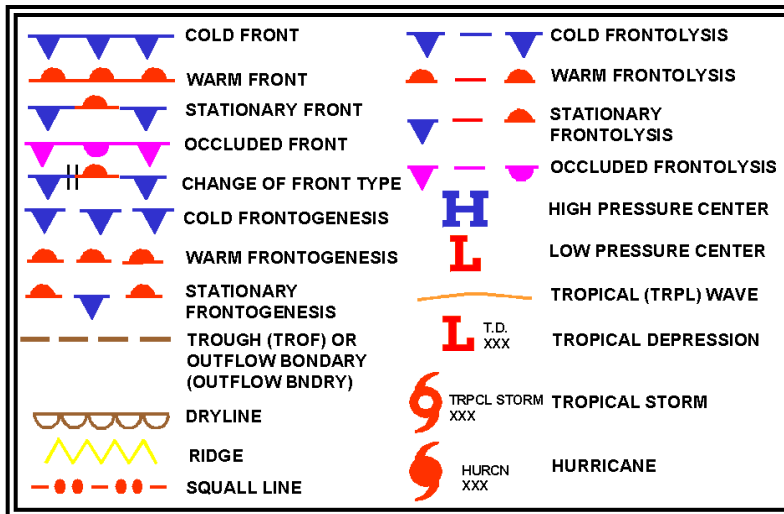 COLD FRONT
WARM FRONT
STATIONARY FRONT
OCCLUDED FRONT
CHANGE OF FRONT TYPE
COLD FRONTOGENESIS
WARM FRONTOGENESIS
STATIONARY
FRONTOGENESIS
TROUGH (TROF) OR
OUTFLOW BONDARY
(OUTFLOW BNDRY)
DRYLINE
RIDGE
SQUALL LINE
COLD FRONTOLYSIS
WARM FRONTOLYSIS
STATIONARY
FRONTOLYSIS
OCCLUDED FRONTOLYSIS
H HIGH PRESSURE CENTER
L LOW PRESSURE CENTER
TROPICAL (TRPL) WAVE
L T.D.
XXX
TROPICAL DEPRESSION
TRPCL STORM
XXX
TROPICAL STORM
HURCN
XXX
HURRICANE